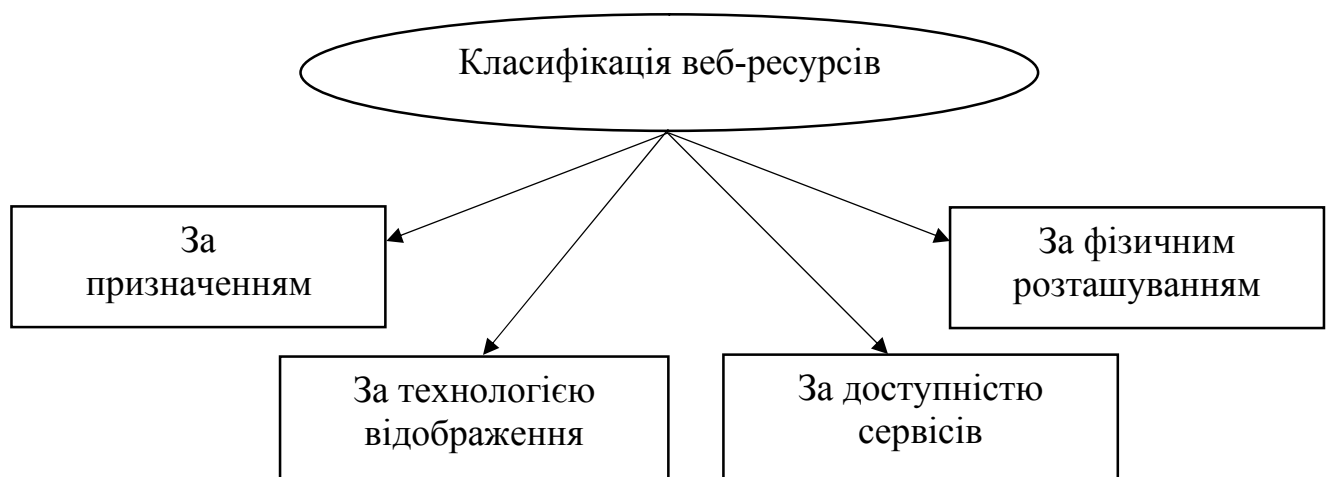 Класифікація веб-ресурсів
За
призначенням
За фізичним
розташуванням
За технологією
відображення
За доступністю
сервісів